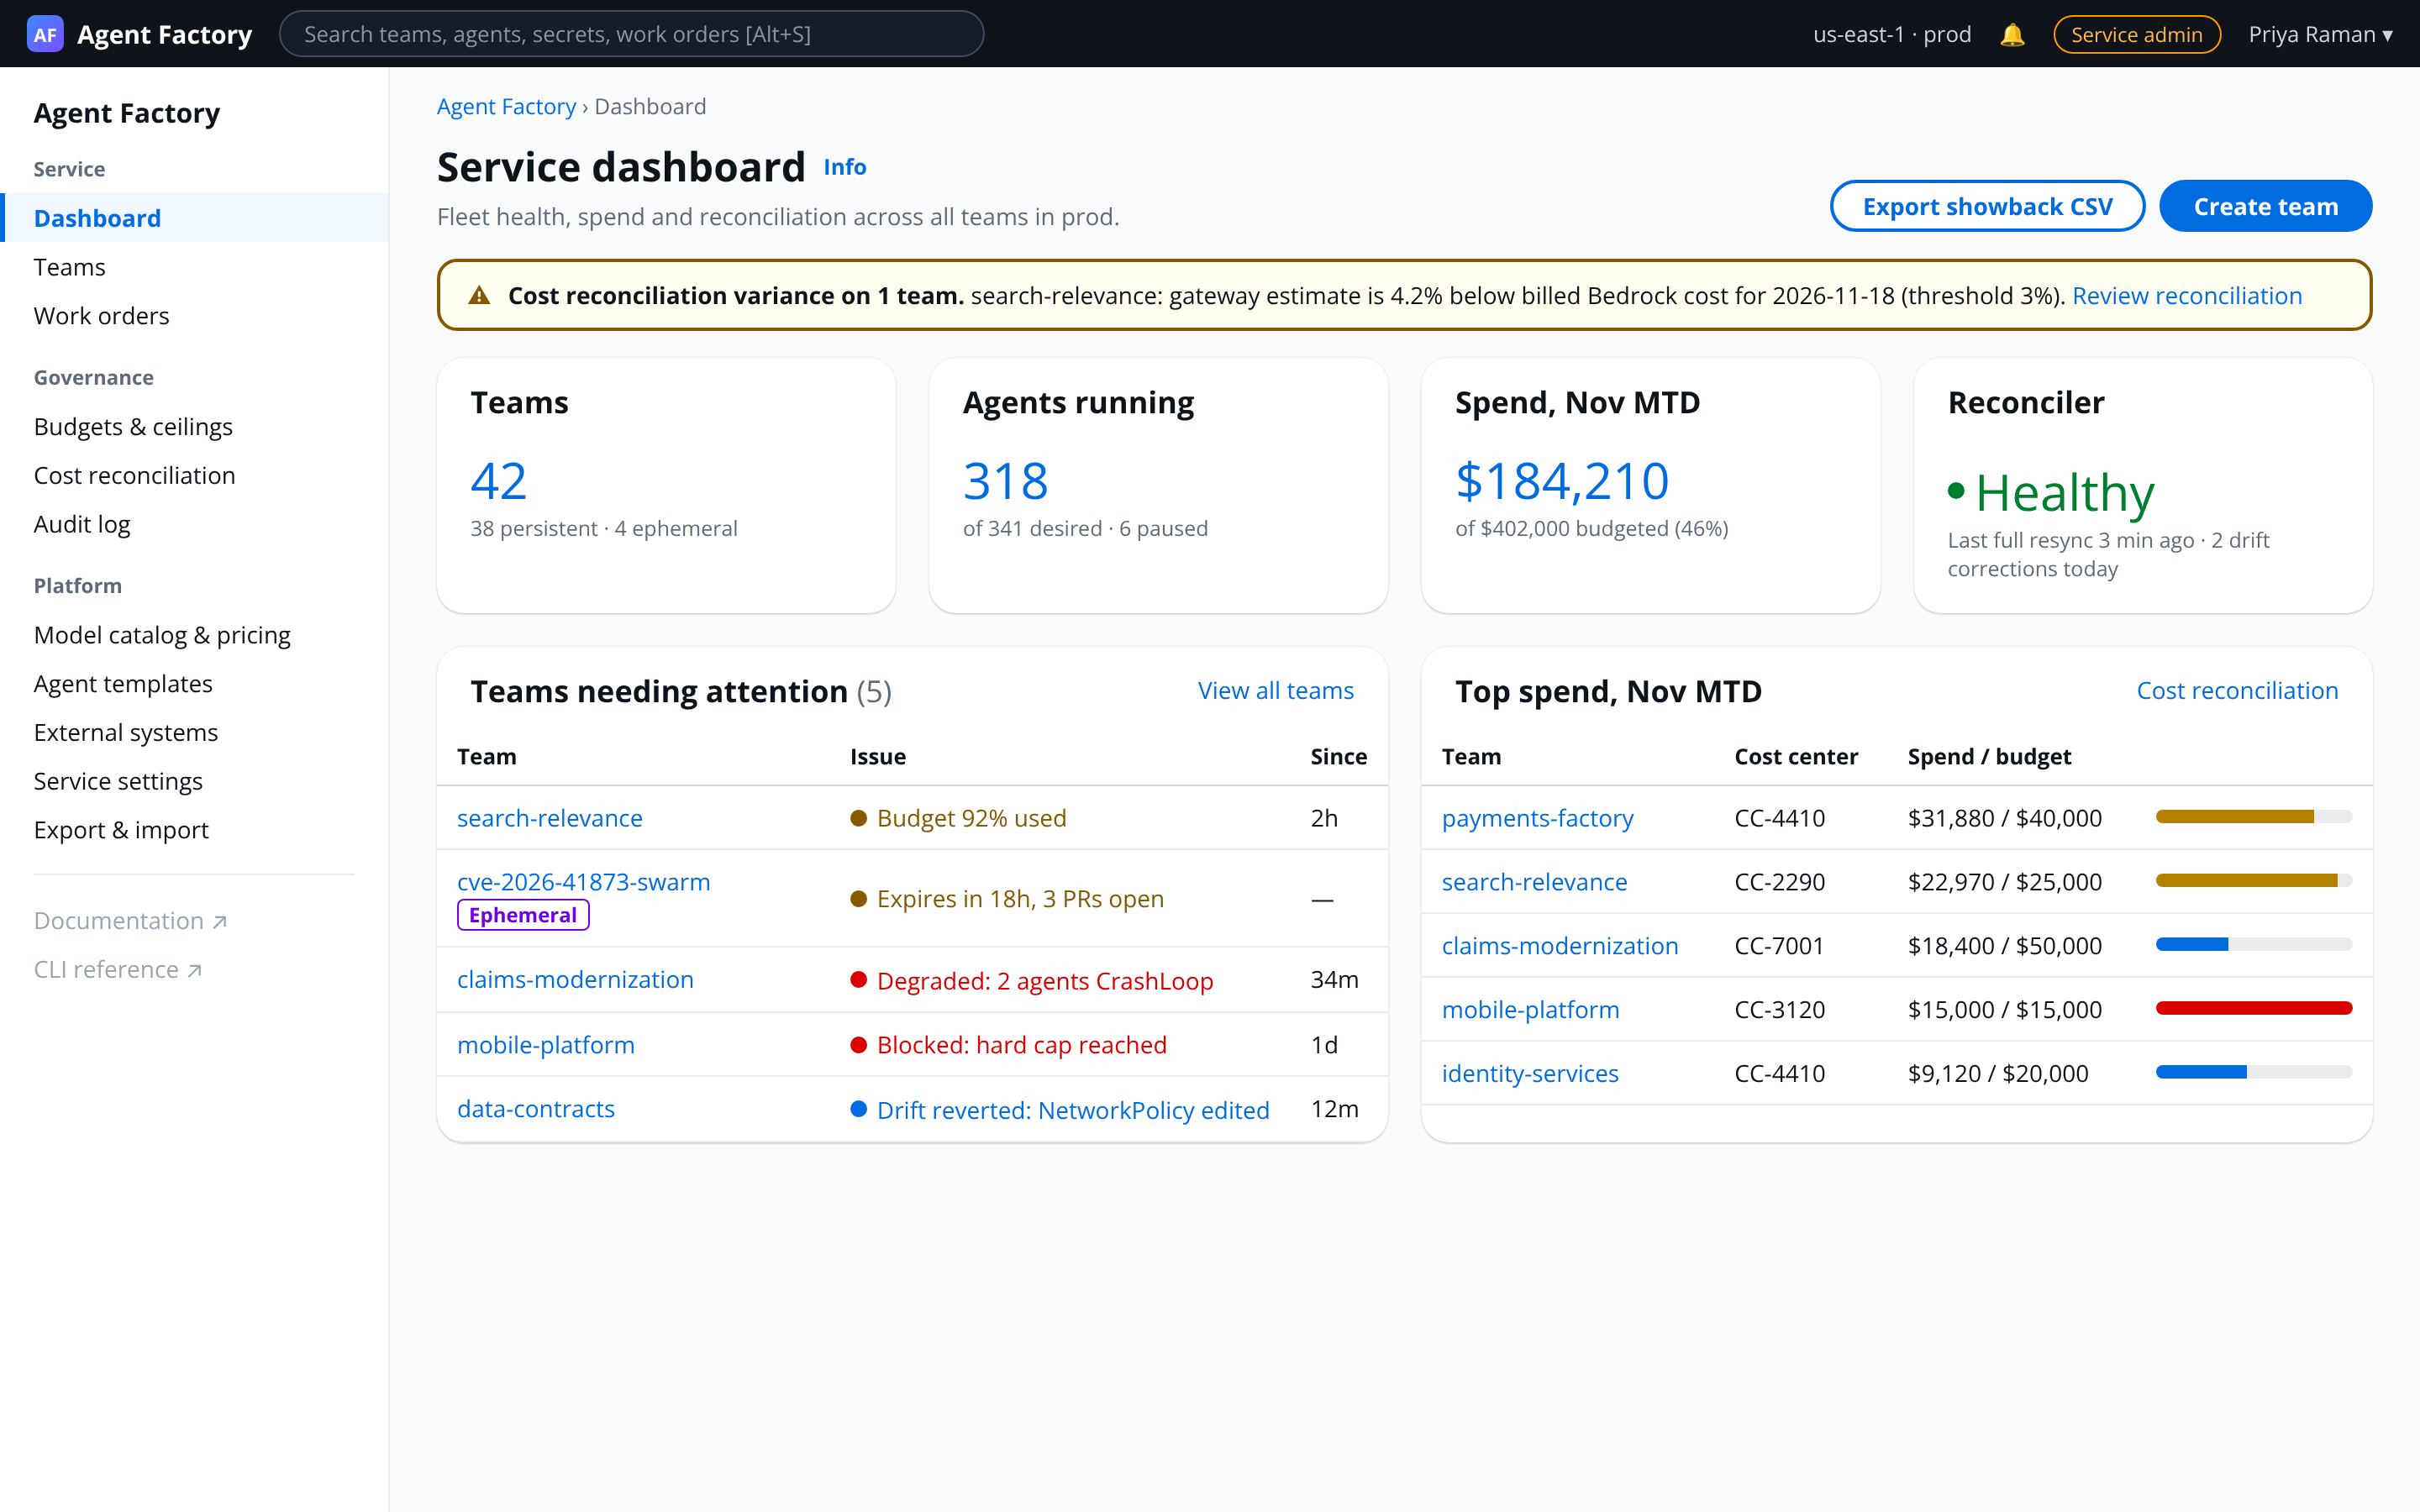 AF Agent Factory
Search teams, agents, secrets, work orders [Alt+S]
us-east-1 · prod
Service admin
Priya Raman ▾
Agent Factory
Service
Dashboard
Teams
Work orders
Governance
Budgets & ceilings
Cost reconciliation
Audit log
Platform
Model catalog & pricing
Agent templates
External systems
Service settings
Export & import
Documentation ↗
CLI reference ↗
Agent Factory › Dashboard
Service dashboard Info
Fleet health, spend and reconciliation across all teams in prod.
Export showback CSV
Create team
Cost reconciliation variance on 1 team. search-relevance: gateway estimate is 4.2% below billed Bedrock cost for 2026-11-18 (threshold 3%). Review reconciliation
Teams
42
38 persistent · 4 ephemeral
Agents running
318
of 341 desired · 6 paused
Spend, Nov MTD
$184,210
of $402,000 budgeted (46%)
Reconciler
Healthy
Last full resync 3 min ago · 2 drift
corrections today
Teams needing attention (5) View all teams
Team Issue Since
search-relevance Budget 92% used 2h
cve-2026-41873-swarm
Ephemeral
Expires in 18h, 3 PRs open —
claims-modernization Degraded: 2 agents CrashLoop 34m
mobile-platform Blocked: hard cap reached 1d
data-contracts Drift reverted: NetworkPolicy edited 12m
Top spend, Nov MTD Cost reconciliation
Team Cost center Spend / budget
payments-factory CC-4410 $31,880 / $40,000
search-relevance CC-2290 $22,970 / $25,000
claims-modernization CC-7001 $18,400 / $50,000
mobile-platform CC-3120 $15,000 / $15,000
identity-services CC-4410 $9,120 / $20,000